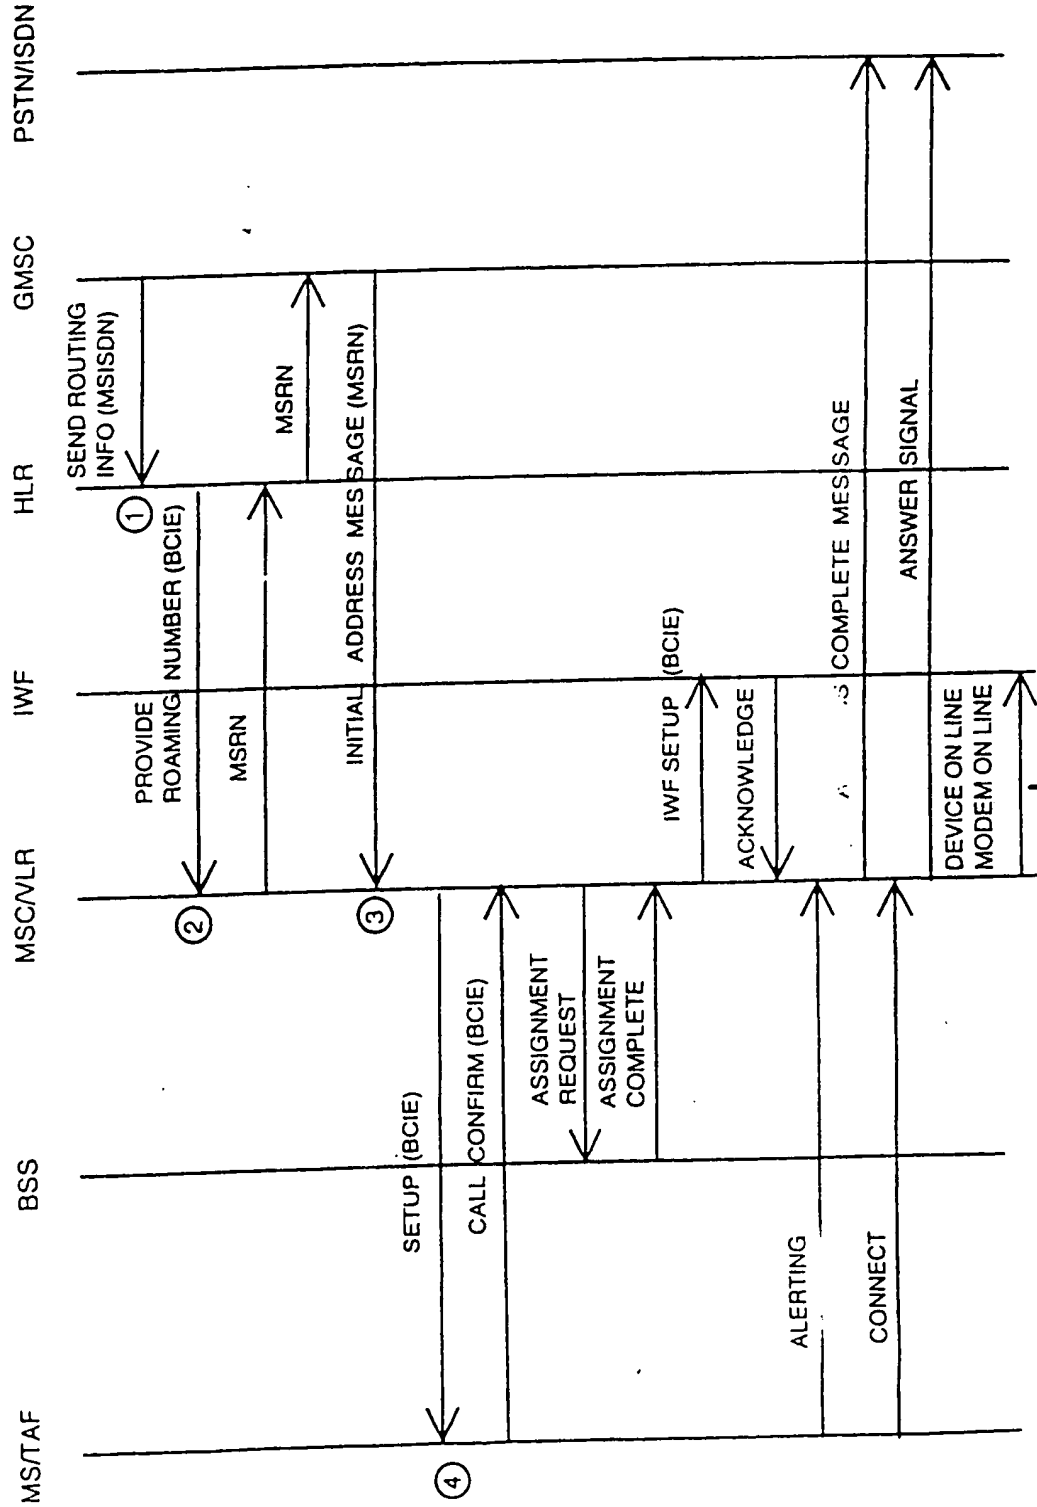 MS/TAF
BSS
MSC/VLR
IWF
HLR
GMSC
PSTN/ISDN
SEND ROUTING
INFO (MSISDN)
1
PROVIDE
ROAMING NUMBER (BCIE)
2
MSRN
MSRN
INITIAL ADDRESS MESSAGE (MSRN)
3
SETUP (BCIE)
4
CALL CONFIRM (BCIE)
ASSIGNMENT
REQUEST
ASSIGNMENT
COMPLETE
IWF SETUP (BCIE)
ACKNOWLEDGE
ALERTING
COMPLETE MESSAGE
CONNECT
ANSWER SIGNAL
DEVICE ON LINE
MODEM ON LINE